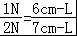 1N/2N = 6cm-L/7cm-L